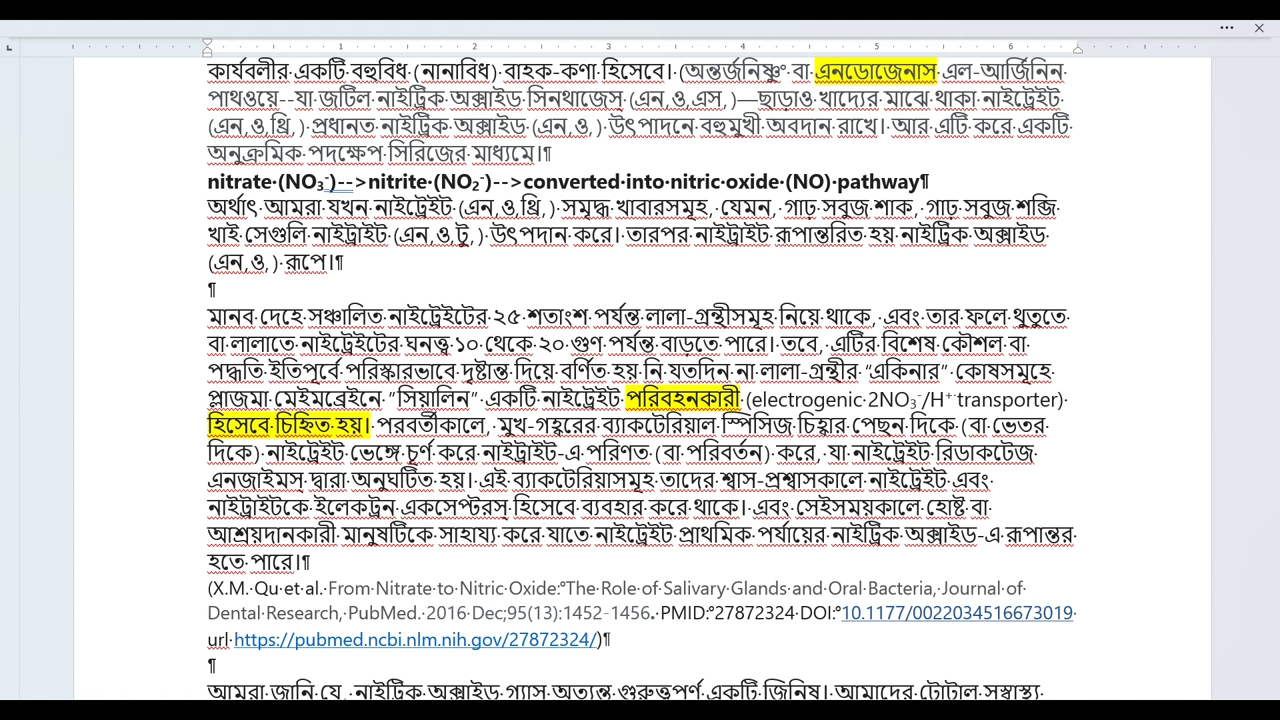 1 2 3 4 5 6
কার্যবলীর একটি বহুবিধ (নানাবিধ) বাহক-কণা হিসেবে। (অন্তর্জনিষ্ণু বা এনডোজেনাস এল-আর্জিনিন
পাথওয়ে--যা জটিল নাইট্রিক অক্সাইড সিনথাজেস্ (এন,ও,এস্,)—ছাড়াও খাদ্যের মাঝে থাকা নাইট্রেইট
(এন,ও,থ্রি,) প্রধানত নাইট্রিক অক্সাইড (এন,ও,) উৎপাদনে বহুমুখী অবদান রাখে। আর এটি করে একটি
অনুক্রমিক পদক্ষেপ সিরিজের মাধ্যমে।
nitrate (NO₃⁻)-->nitrite (NO₂⁻)-->converted into nitric oxide (NO) pathway
অর্থাৎ আমরা যখন নাইট্রেইট (এন,ও,থ্রি,) সমৃদ্ধ খাবারসমূহ, যেমন, গাঢ় সবুজ শাক, গাঢ় সবুজ শব্জি
খাই সেগুলি নাইট্রাইট (এন,ও,টু,) উৎপদান করে। তারপর নাইট্রাইট রূপান্তরিত হয় নাইট্রিক অক্সাইড
(এন,ও,) রূপে।
মানব দেহে সঞ্চালিত নাইট্রেইটের ২৫ শতাংশ পর্যন্ত লালা-গ্রন্থীসমূহ নিয়ে থাকে, এবং তার ফলে থুতুতে
বা লালাতে নাইট্রেইটের ঘনত্ত্ব ১০ থেকে ২০ গুণ পর্যন্ত বাড়তে পারে। তবে, এটির বিশেষ কৌশল বা
পদ্ধতি ইতিপূর্বে পরিস্কারভাবে দৃষ্টান্ত দিয়ে বর্ণিত হয় নি যতদিন না লালা-গ্রন্থীর "একিনার" কোষসমূহে
প্লাজমা মেইমব্রেইনে "সিয়ালিন" একটি নাইট্রেইট পরিবহনকারী (electrogenic 2NO₃⁻/H⁺ transporter)
হিসেবে চিহ্নিত হয়। পরবর্তীকালে, মুখ-গহ্বরের ব্যাকটেরিয়াল স্পিসিজ্ চিহ্বার পেছন দিকে (বা ভেতর
দিকে) নাইট্রেইট ভেঙ্গে চূর্ণ করে নাইট্রাইট-এ পরিণত (বা পরিবর্তন) করে, যা নাইট্রেইট রিডাকটেজ্
এনজাইমস্ দ্বারা অনুঘটিত হয়। এই ব্যাকটেরিয়াসমূহ তাদের শ্বাস-প্রশ্বাসকালে নাইট্রেইট এবং
নাইট্রাইটকে ইলেকট্রন একসেপ্টরস্ হিসেবে ব্যবহার করে থাকে। এবং সেইসময়কালে হোষ্ট বা
আশ্রয়দানকারী মানুষটিকে সাহায্য করে যাতে নাইট্রেইট প্রাথমিক পর্যায়ের নাইট্রিক অক্সাইড-এ রূপান্তর
হতে পারে।
(X.M. Qu et al. From Nitrate to Nitric Oxide: The Role of Salivary Glands and Oral Bacteria, Journal of
Dental Research, PubMed. 2016 Dec;95(13):1452-1456. PMID: 27872324 DOI: 10.1177/0022034516673019
url https://pubmed.ncbi.nlm.nih.gov/27872324/)
আমরা জানি যে, নাইট্রিক অক্সাইড গ্যাস অত্যন্ত গুরুত্তপূর্ণ একটি জিনিষ। আমাদের টোটাল সুস্বাস্থ্য,